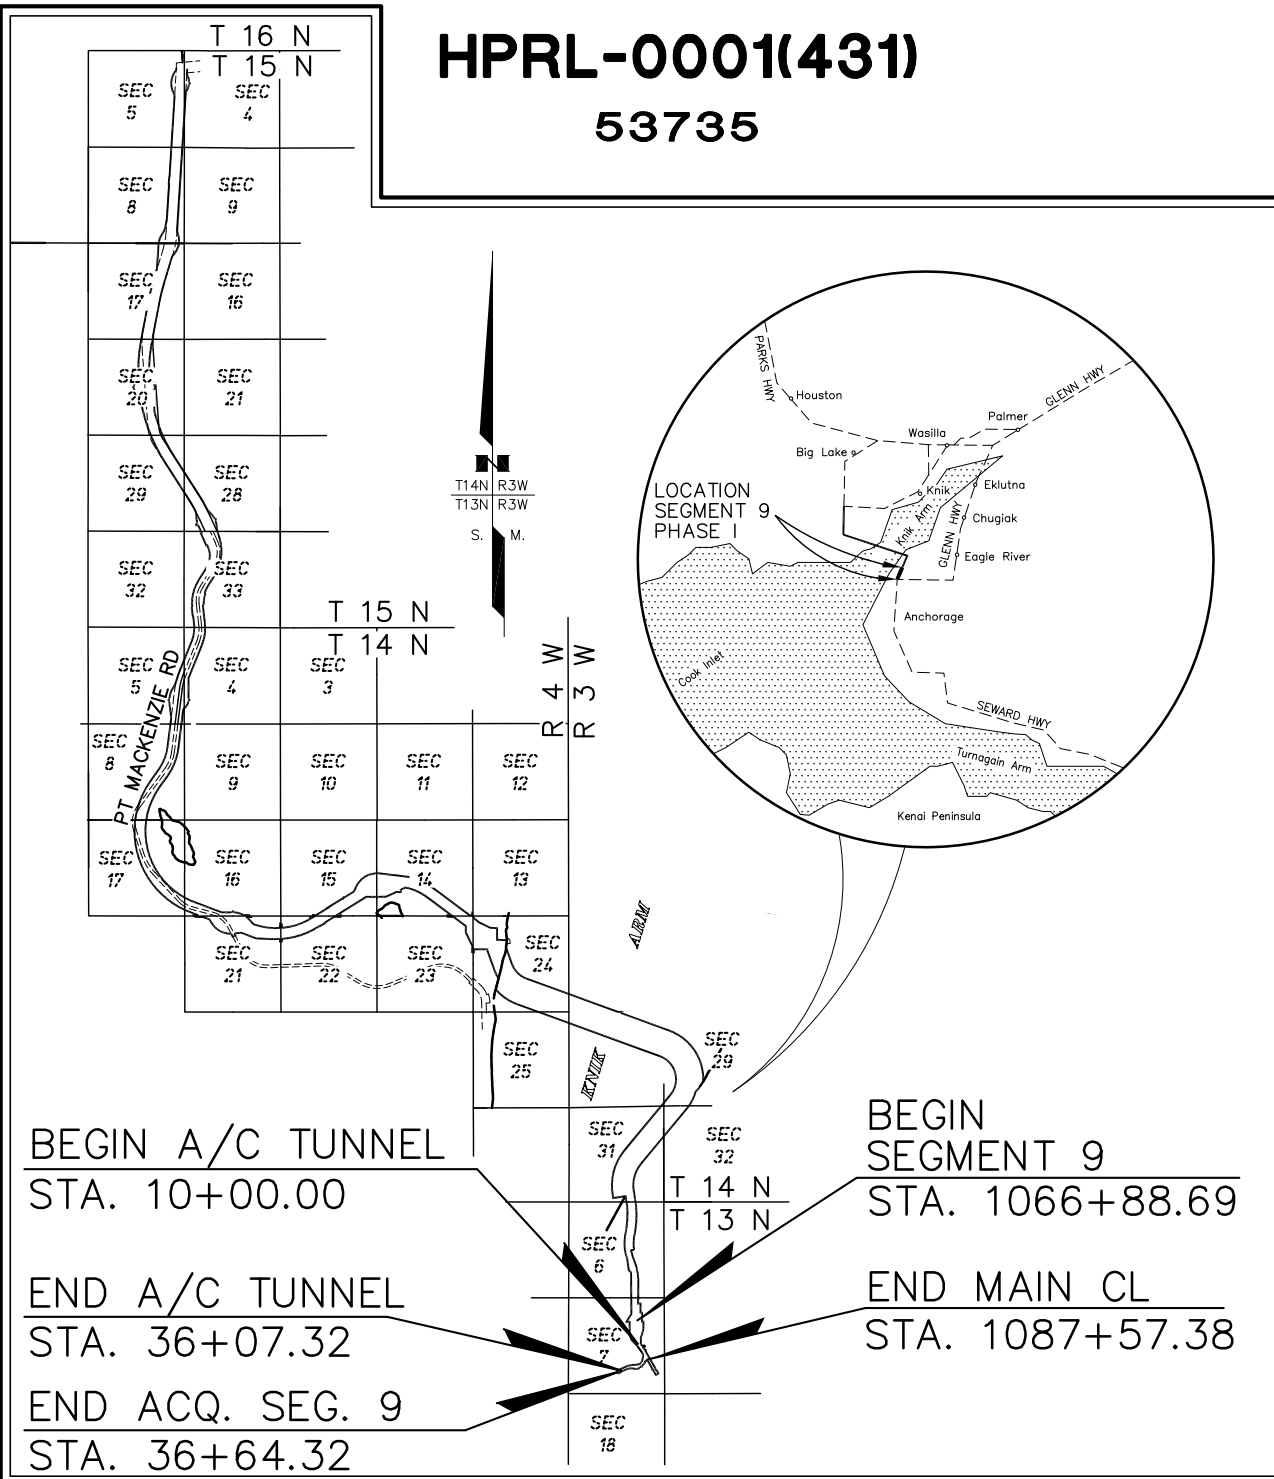 HPRL-0001(431)
53735
T 16 N
T 15 N
SEC 5
SEC 4
SEC 8
SEC 9
SEC 17
SEC 16
SEC 20
SEC 21
SEC 29
SEC 28
SEC 32
SEC 33
T 15 N
T 14 N
SEC 5
SEC 4
SEC 3
PT MACKENZIE RD
R 4 W
R 3 W
SEC 8
SEC 9
SEC 10
SEC 11
SEC 12
SEC 17
SEC 16
SEC 15
SEC 14
SEC 13
SEC 21
SEC 22
SEC 23
SEC 24
SEC 25
SEC 29
KNIK
ARM
SEC 31
SEC 32
T 14 N
T 13 N
SEC 6
SEC 7
SEC 18
N
T14N R3W
T13N R3W
S. M.
LOCATION
SEGMENT 9
PHASE I
PARKS HWY
Houston
GLENN HWY
Palmer
Wasilla
Big Lake
Knik
Eklutna
Knik Arm
GLENN HWY
Chugiak
Eagle River
Anchorage
Cook Inlet
SEWARD HWY
Turnagain Arm
Kenai Peninsula
BEGIN A/C TUNNEL
STA. 10+00.00
END A/C TUNNEL
STA. 36+07.32
END ACQ. SEG. 9
STA. 36+64.32
BEGIN
SEGMENT 9
STA. 1066+88.69
END MAIN CL
STA. 1087+57.38